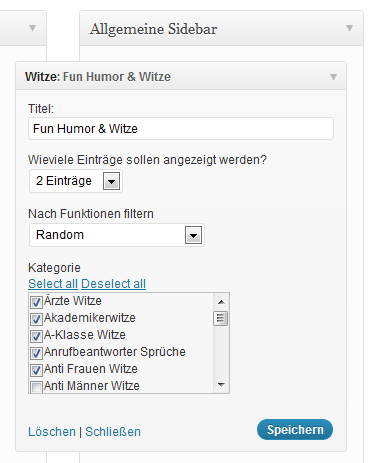 Allgemeine Sidebar
Witze: Fun Humor & Witze
Titel:
Fun Humor & Witze
Wieviele Einträge sollen angezeigt werden?
2 Einträge
Nach Funktionen filtern
Random
Kategorie
Select all Deselect all
Ärzte Witze
Akademikerwitze
A-Klasse Witze
Anrufbeantworter Sprüche
Anti Frauen Witze
Anti Männer Witze
Löschen | Schließen
Speichern